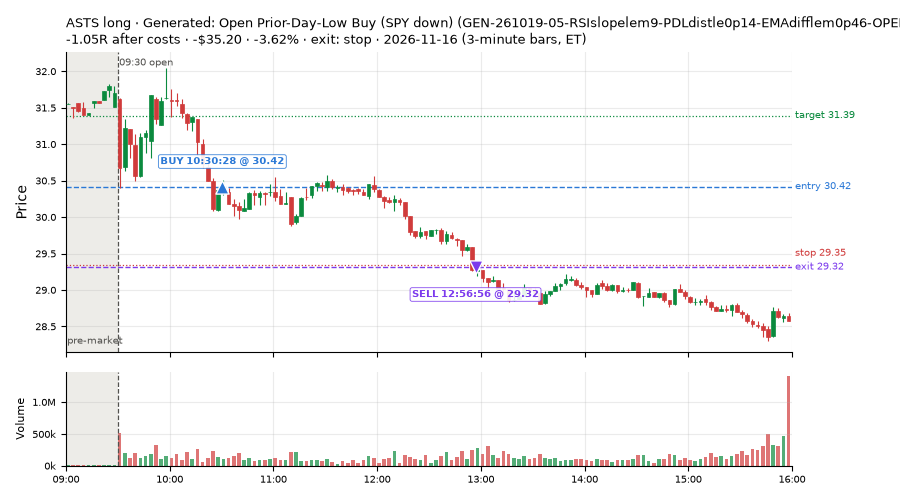 ASTS long · Generated: Open Prior-Day-Low Buy (SPY down) (GEN-261019-05-RSIslopelem9-PDLdistle0p14-EMAdifflem0p46-OPE
-1.05R after costs · -$35.20 · -3.62% · exit: stop · 2026-11-16 (3-minute bars, ET)
09:30 open
32.0
31.5
31.0
30.5
30.0
29.5
29.0
28.5
Price
target 31.39
BUY 10:30:28 @ 30.42
entry 30.42
stop 29.35
exit 29.32
SELL 12:56:56 @ 29.32
pre-market
Volume
1.0M
500k
0k
09:00 10:00 11:00 12:00 13:00 14:00 15:00 16:00